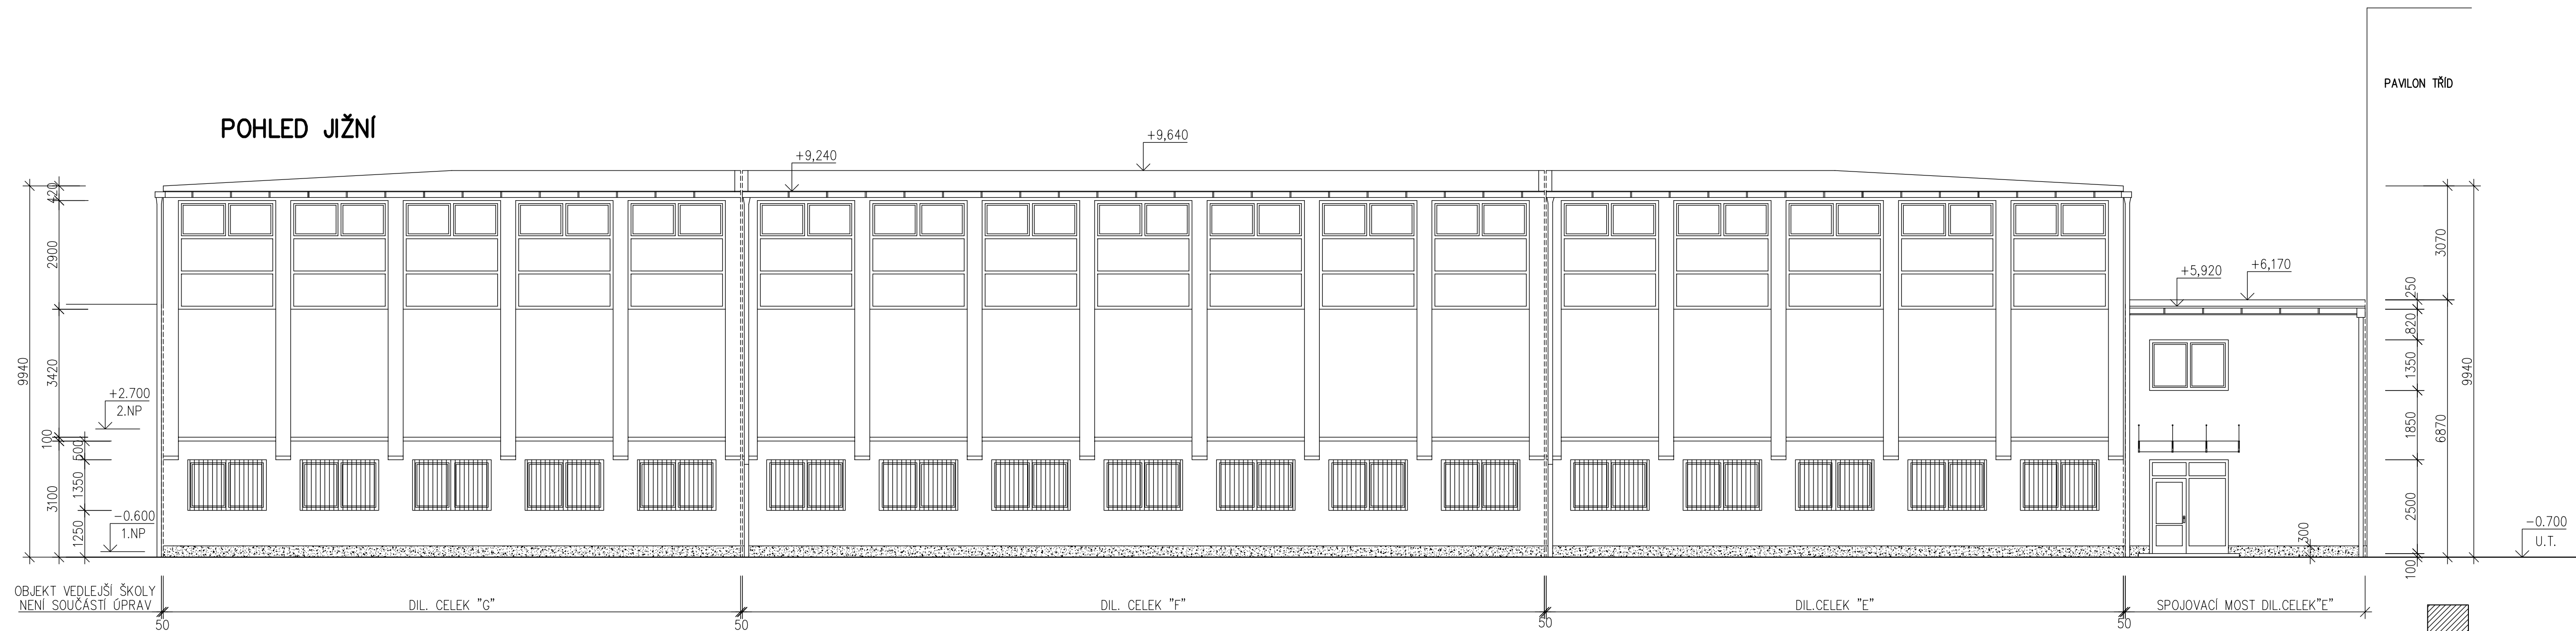 PAVILON TŘÍD
POHLED JIŽNÍ
+9,640
+9,240
420
2900
3420
9940
100
500
1350
3100
1250
+2.700
2.NP
-0.600
1.NP
+5,920
+6,170
250
3070
820
1350
9940
1850
6870
2500
300
100
-0.700
U.T.
OBJEKT VEDLEJŠÍ ŠKOLY
NENÍ SOUČÁSTÍ ÚPRAV
DIL. CELEK "G"
DIL. CELEK "F"
DIL.CELEK "E"
SPOJOVACÍ MOST DIL.CELEK"E"
50
50
50
50